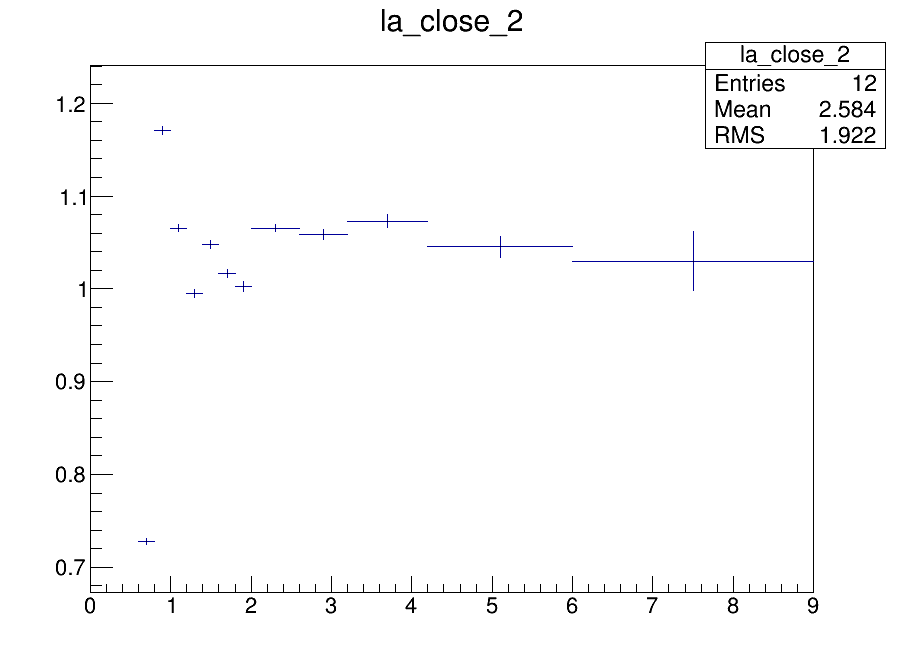 la_close_2
la_close_2
Entries 12
Mean 2.584
RMS 1.922
1.2
1.1
1
0.9
0.8
0.7
0 1 2 3 4 5 6 7 8 9